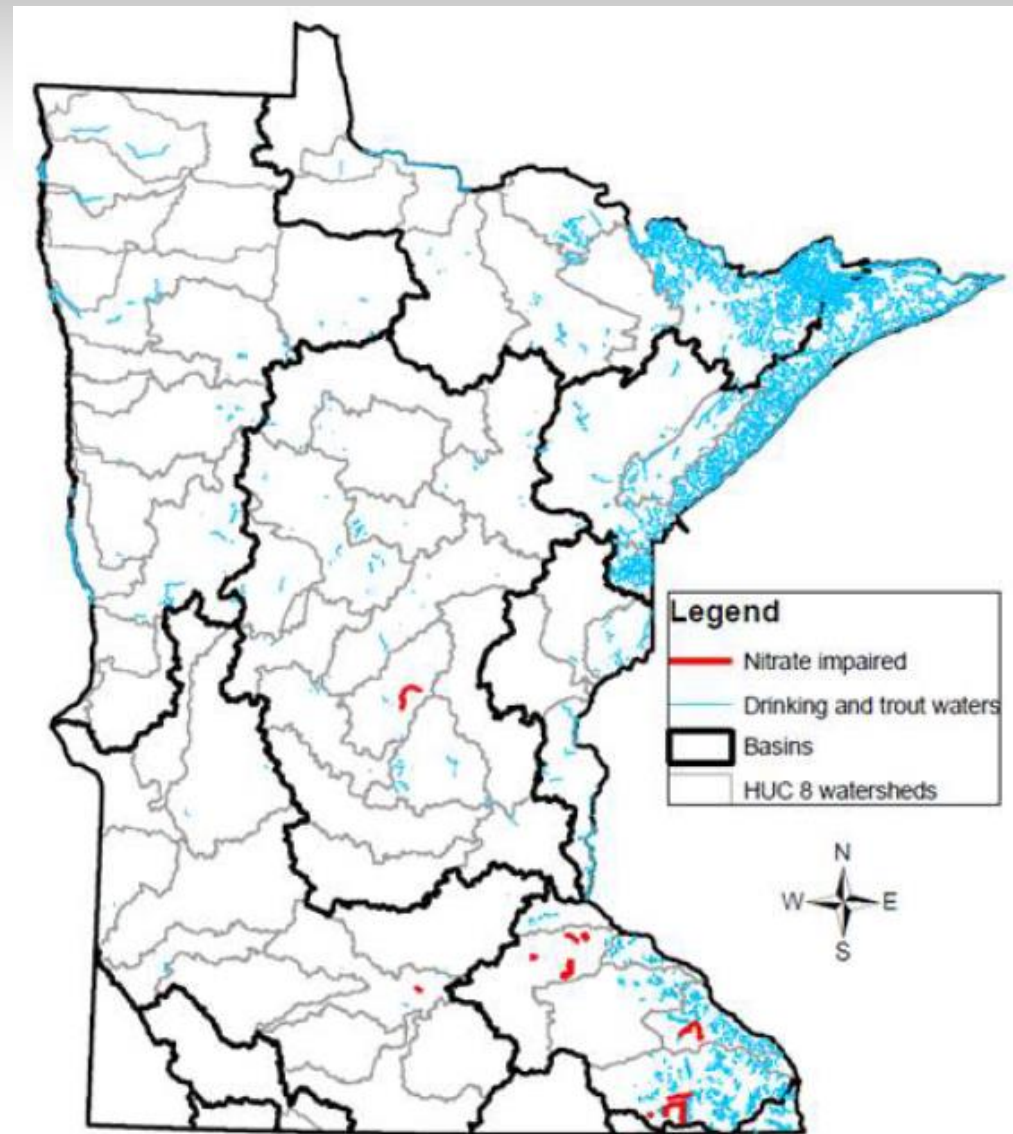 Legend
Nitrate impaired
Drinking and trout waters
Basins
HUC 8 watersheds
N
W E
S